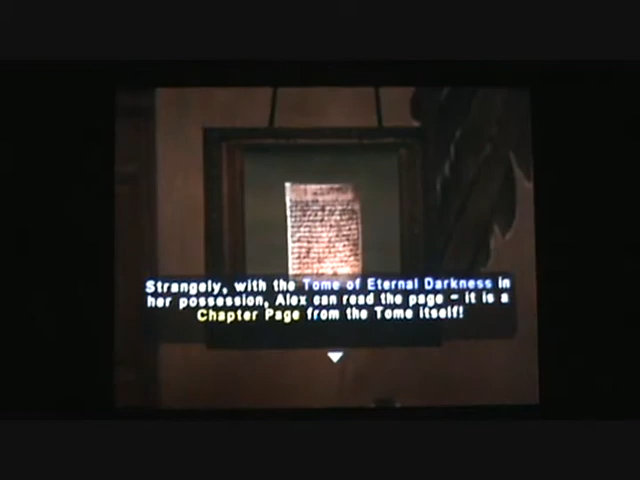 Strangely, with the Tome of Eternal Darkness in
her possession, Alex can read the page - it is a
Chapter Page from the Tome itself!